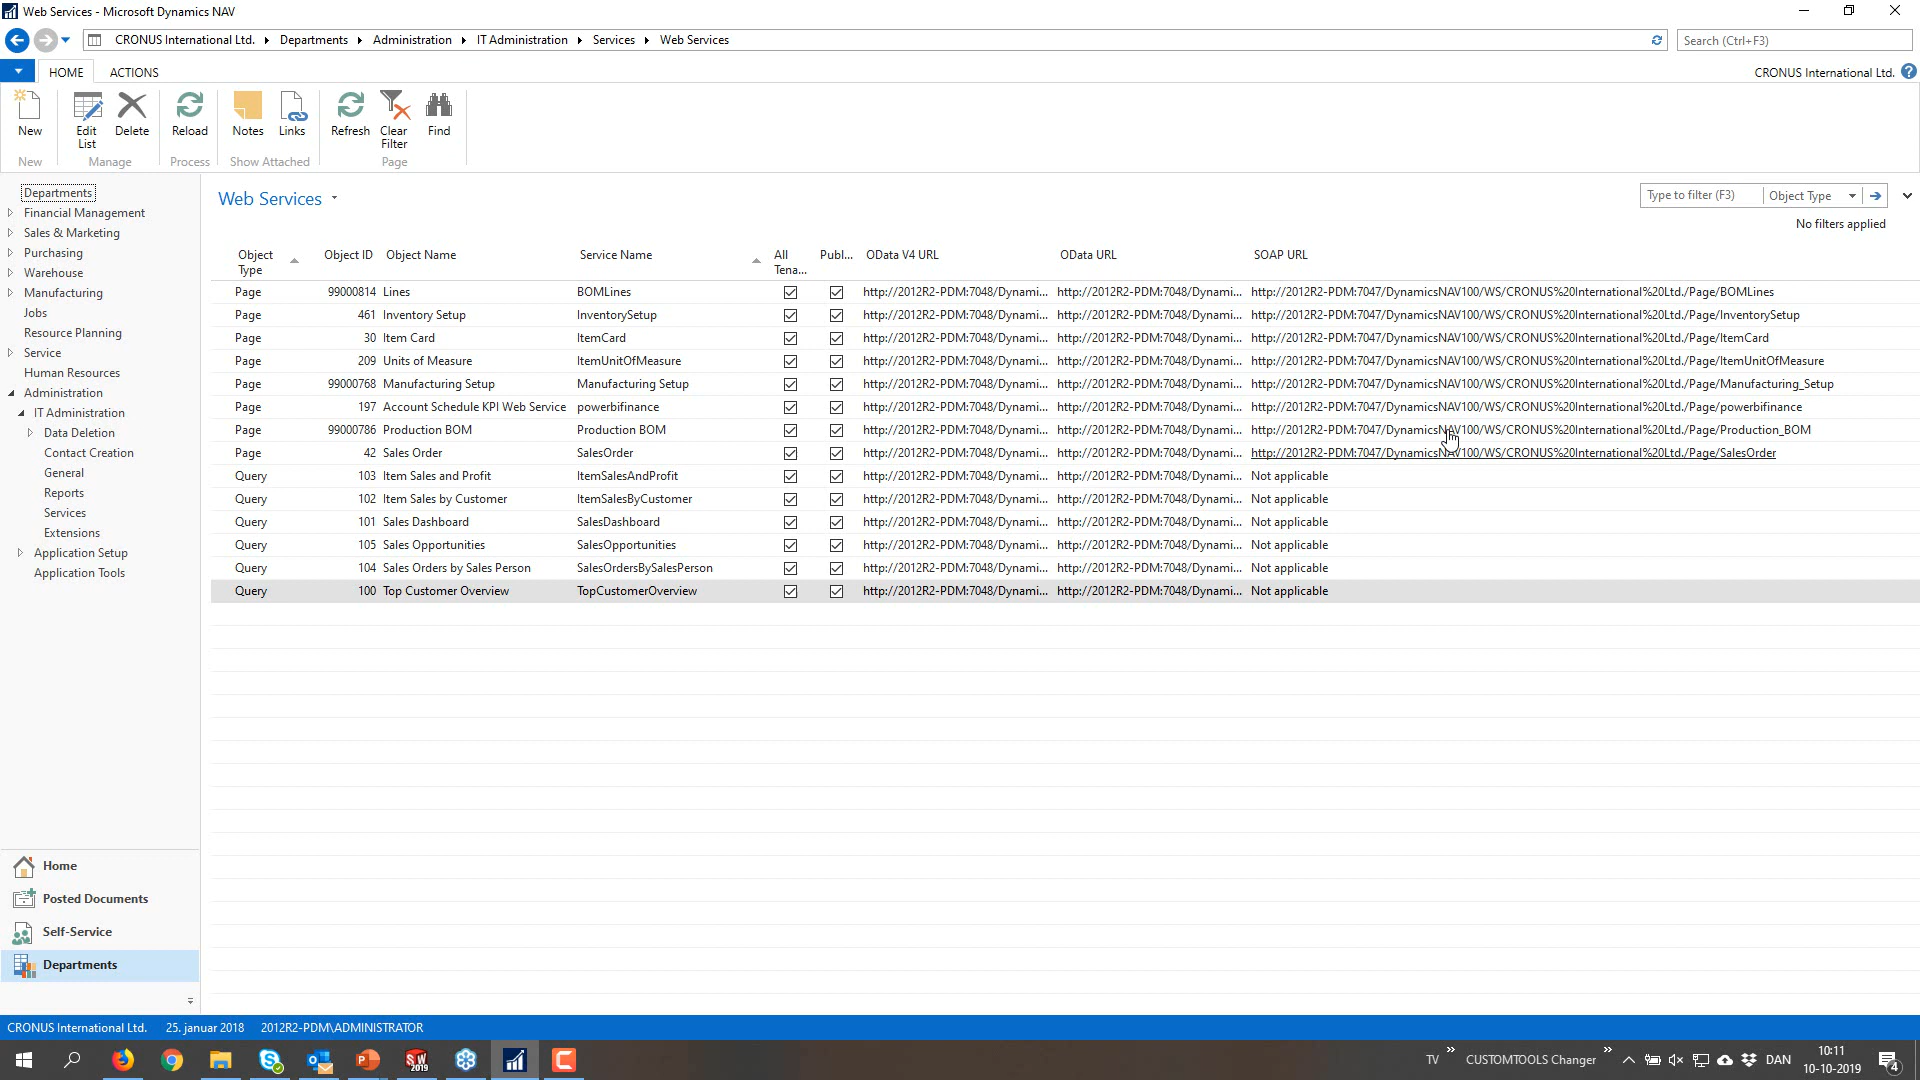 Web Services - Microsoft Dynamics NAV
CRONUS International Ltd. Departments Administration IT Administration Services Web Services
Search (Ctrl+F3)
HOME ACTIONS
CRONUS International Ltd.
New
Edit List
Delete
Reload
Notes
Links
Refresh
Clear Filter
Find
New Manage Process Show Attached Page
Departments
Financial Management
Sales & Marketing
Purchasing
Warehouse
Manufacturing
Jobs
Resource Planning
Service
Human Resources
Administration
IT Administration
Data Deletion
Contact Creation
General
Reports
Services
Extensions
Application Setup
Application Tools
Home
Posted Documents
Self-Service
Departments
Web Services
Type to filter (F3) Object Type
No filters applied
Object Type Object ID Object Name Service Name All Tena... Publ... OData V4 URL OData URL SOAP URL
Page 99000814 Lines BOMLines http://2012R2-PDM:7048/Dynami... http://2012R2-PDM:7048/Dynami... http://2012R2-PDM:7047/DynamicsNAV100/WS/CRONUS%20International%20Ltd./Page/BOMLines
Page 461 Inventory Setup InventorySetup http://2012R2-PDM:7048/Dynami... http://2012R2-PDM:7048/Dynami... http://2012R2-PDM:7047/DynamicsNAV100/WS/CRONUS%20International%20Ltd./Page/InventorySetup
Page 30 Item Card ItemCard http://2012R2-PDM:7048/Dynami... http://2012R2-PDM:7048/Dynami... http://2012R2-PDM:7047/DynamicsNAV100/WS/CRONUS%20International%20Ltd./Page/ItemCard
Page 209 Units of Measure ItemUnitOfMeasure http://2012R2-PDM:7048/Dynami... http://2012R2-PDM:7048/Dynami... http://2012R2-PDM:7047/DynamicsNAV100/WS/CRONUS%20International%20Ltd./Page/ItemUnitOfMeasure
Page 99000768 Manufacturing Setup Manufacturing Setup http://2012R2-PDM:7048/Dynami... http://2012R2-PDM:7048/Dynami... http://2012R2-PDM:7047/DynamicsNAV100/WS/CRONUS%20International%20Ltd./Page/Manufacturing_Setup
Page 197 Account Schedule KPI Web Service powerbifinance http://2012R2-PDM:7048/Dynami... http://2012R2-PDM:7048/Dynami... http://2012R2-PDM:7047/DynamicsNAV100/WS/CRONUS%20International%20Ltd./Page/powerbifinance
Page 99000786 Production BOM Production BOM http://2012R2-PDM:7048/Dynami... http://2012R2-PDM:7048/Dynami... http://2012R2-PDM:7047/DynamicsNAV100/WS/CRONUS%20International%20Ltd./Page/Production_BOM
Page 42 Sales Order SalesOrder http://2012R2-PDM:7048/Dynami... http://2012R2-PDM:7048/Dynami... http://2012R2-PDM:7047/DynamicsNAV100/WS/CRONUS%20International%20Ltd./Page/SalesOrder
Query 103 Item Sales and Profit ItemSalesAndProfit http://2012R2-PDM:7048/Dynami... http://2012R2-PDM:7048/Dynami... Not applicable
Query 102 Item Sales by Customer ItemSalesByCustomer http://2012R2-PDM:7048/Dynami... http://2012R2-PDM:7048/Dynami... Not applicable
Query 101 Sales Dashboard SalesDashboard http://2012R2-PDM:7048/Dynami... http://2012R2-PDM:7048/Dynami... Not applicable
Query 105 Sales Opportunities SalesOpportunities http://2012R2-PDM:7048/Dynami... http://2012R2-PDM:7048/Dynami... Not applicable
Query 104 Sales Orders by Sales Person SalesOrdersBySalesPerson http://2012R2-PDM:7048/Dynami... http://2012R2-PDM:7048/Dynami... Not applicable
Query 100 Top Customer Overview TopCustomerOverview http://2012R2-PDM:7048/Dynami... http://2012R2-PDM:7048/Dynami... Not applicable
CRONUS International Ltd. 25. januar 2018 2012R2-PDM\ADMINISTRATOR
SW 2019
TV CUSTOMTOOLS Changer DAN
10:11
10-10-2019
4